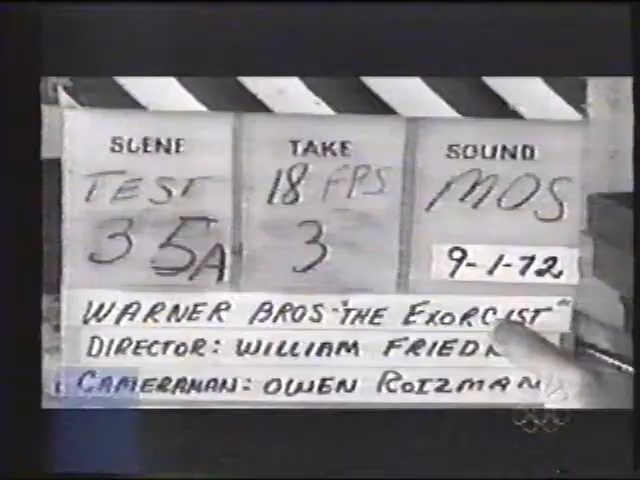 SCENE TAKE SOUND
TEST 18 FPS MOS
35A 3
9-1-72
WARNER BROS-"THE EXORCIST"
DIRECTOR: WILLIAM FRIEDK
CAMERAMAN: OWEN ROIZMAN